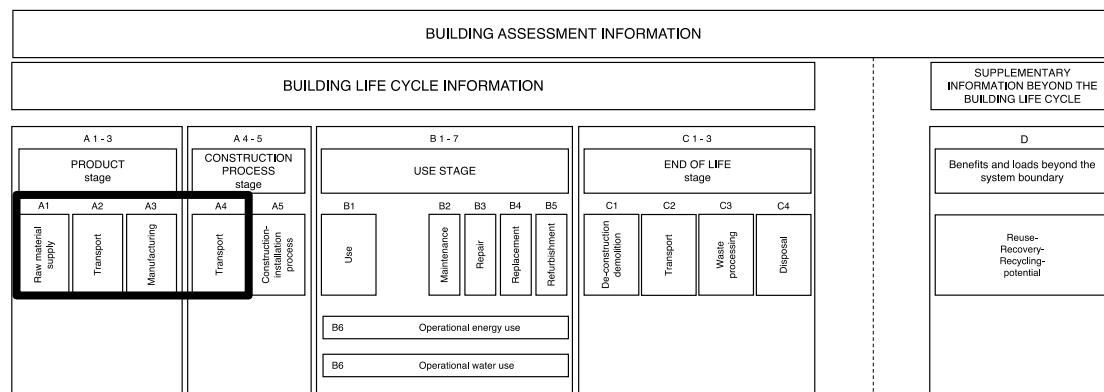 BUILDING ASSESSMENT INFORMATION
BUILDING LIFE CYCLE INFORMATION
SUPPLEMENTARY
INFORMATION BEYOND THE
BUILDING LIFE CYCLE
A 1 - 3
PRODUCT
stage
A 4 - 5
CONSTRUCTION
PROCESS
stage
B 1 - 7
USE STAGE
C 1 - 3
END OF LIFE
stage
D
Benefits and loads beyond the
system boundary
A1
A2
A3
A4
A5
B1
B2
B3
B4
B5
C1
C2
C3
C4
Raw material
supply
Transport
Manufacturing
Transport
Construction-
installation
process
Use
Maintenance
Repair
Replacement
Refurbishment
De-construction
demolition
Transport
Waste
processing
Disposal
Reuse-
Recovery-
Recycling-
potential
B6 Operational energy use
B6 Operational water use